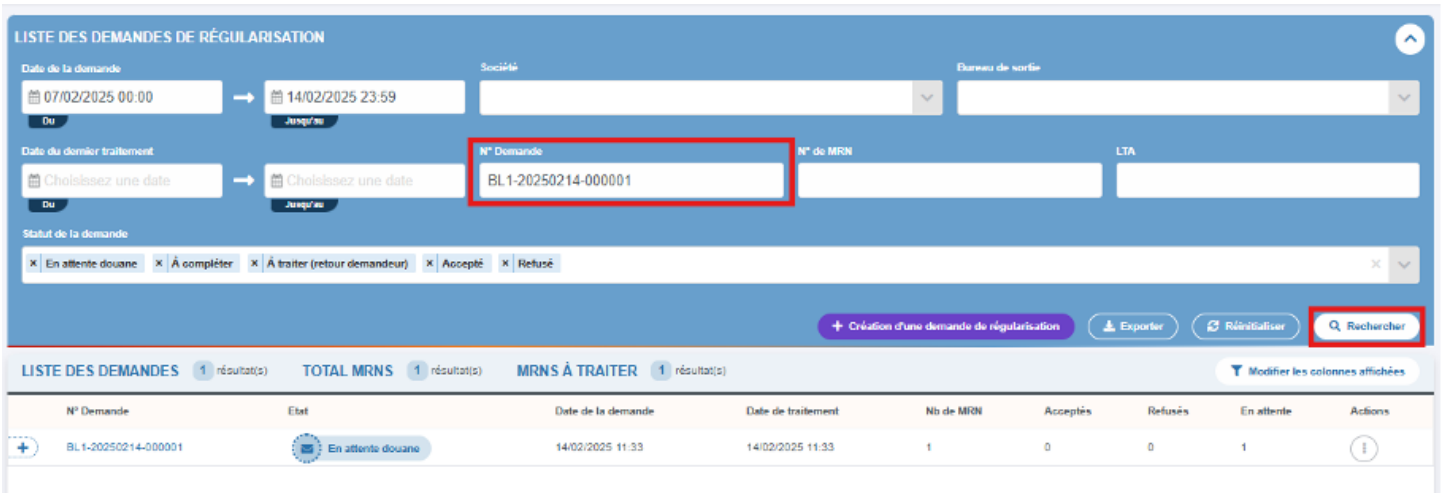 LISTE DES DEMANDES DE RÉGULARISATION
Date de la demande Société Bureau de sortie
07/02/2025 00:00 14/02/2025 23:59
Du Jusqu'au
Date du dernier traitement N° Demande N° de MRN LTA
Choisissez une date Choisissez une date BL1-20250214-000001
Du Jusqu'au
Statut de la demande
× En attente douane × À compléter × À traiter (retour demandeur) × Accepté × Refusé ×
+ Création d'une demande de régularisation Exporter Réinitialiser Rechercher
LISTE DES DEMANDES 1 résultat(s) TOTAL MRNS 1 résultat(s) MRNS À TRAITER 1 résultat(s) Modifier les colonnes affichées
N° Demande Etat Date de la demande Date de traitement Nb de MRN Acceptés Refusés En attente Actions
+ BL1-20250214-000001 En attente douane 14/02/2025 11:33 14/02/2025 11:33 1 0 0 1